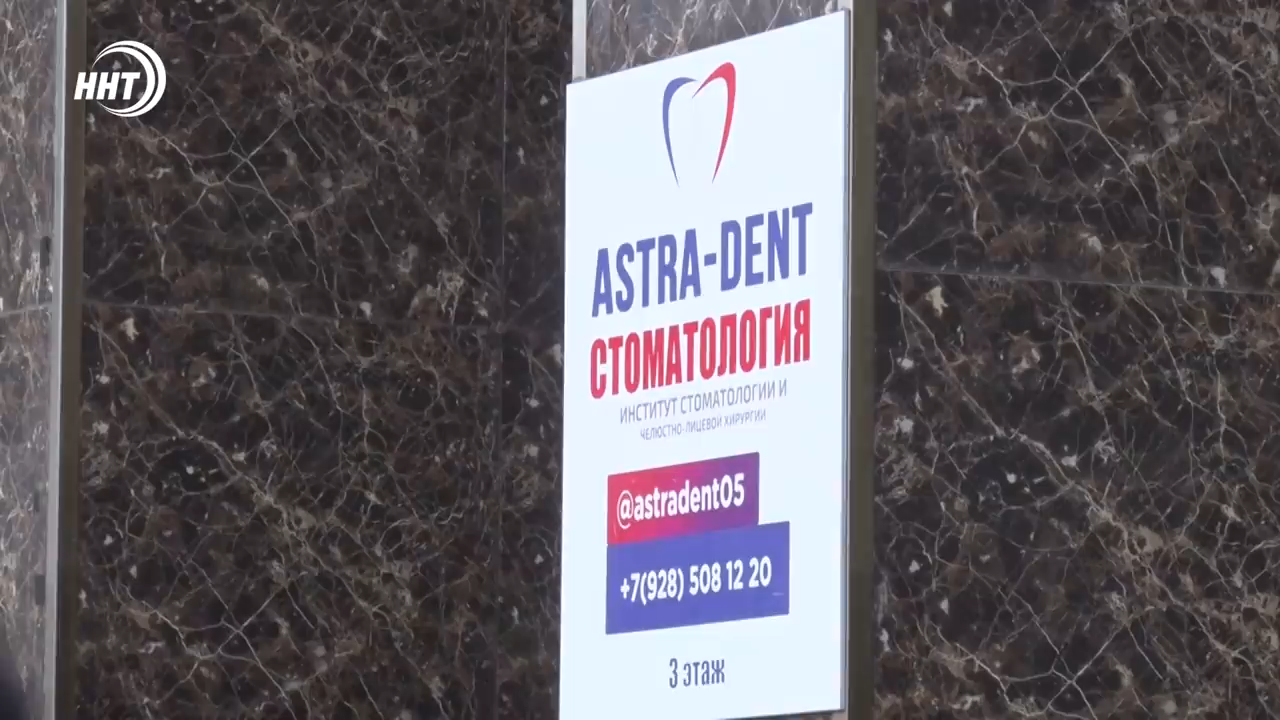 ННТ
ASTRA-DENT
СТОМАТОЛОГИЯ
ИНСТИТУТ СТОМАТОЛОГИИ И
ЧЕЛЮСТНО-ЛИЦЕВОЙ ХИРУРГИИ
@astradent05
+7(928) 508 12 20
3 этаж